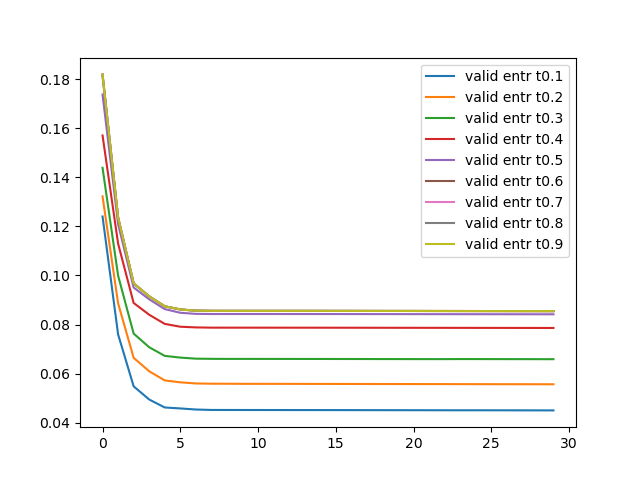 0.18
0.16
0.14
0.12
0.10
0.08
0.06
0.04
0 5 10 15 20 25 30
valid entr t0.1
valid entr t0.2
valid entr t0.3
valid entr t0.4
valid entr t0.5
valid entr t0.6
valid entr t0.7
valid entr t0.8
valid entr t0.9